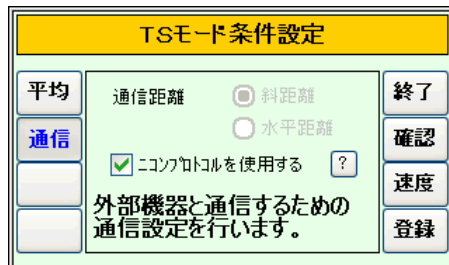 TSモード条件設定
平均
通信
通信距離
斜距離
水平距離
ニコンプロトコルを使用する
?
外部機器と通信するための
通信設定を行います。
終了
確認
速度
登録